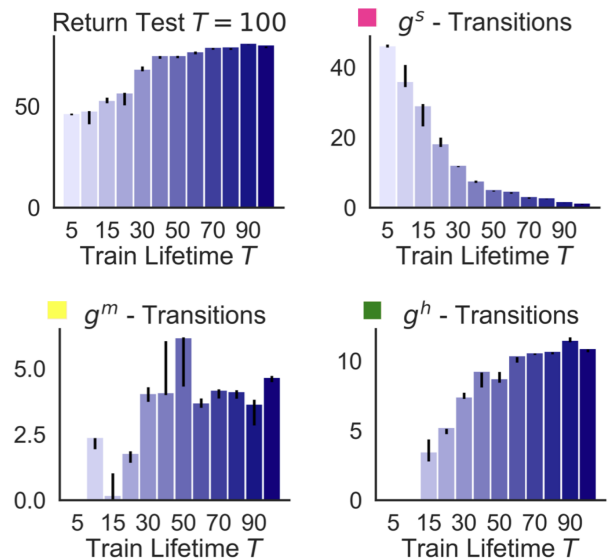 Return Test T = 100
50
0
5 15 30 50 70 90
Train Lifetime T
g^s - Transitions
40
20
0
5 15 30 50 70 90
Train Lifetime T
g^m - Transitions
5.0
2.5
0.0
5 15 30 50 70 90
Train Lifetime T
g^h - Transitions
10
5
0
5 15 30 50 70 90
Train Lifetime T